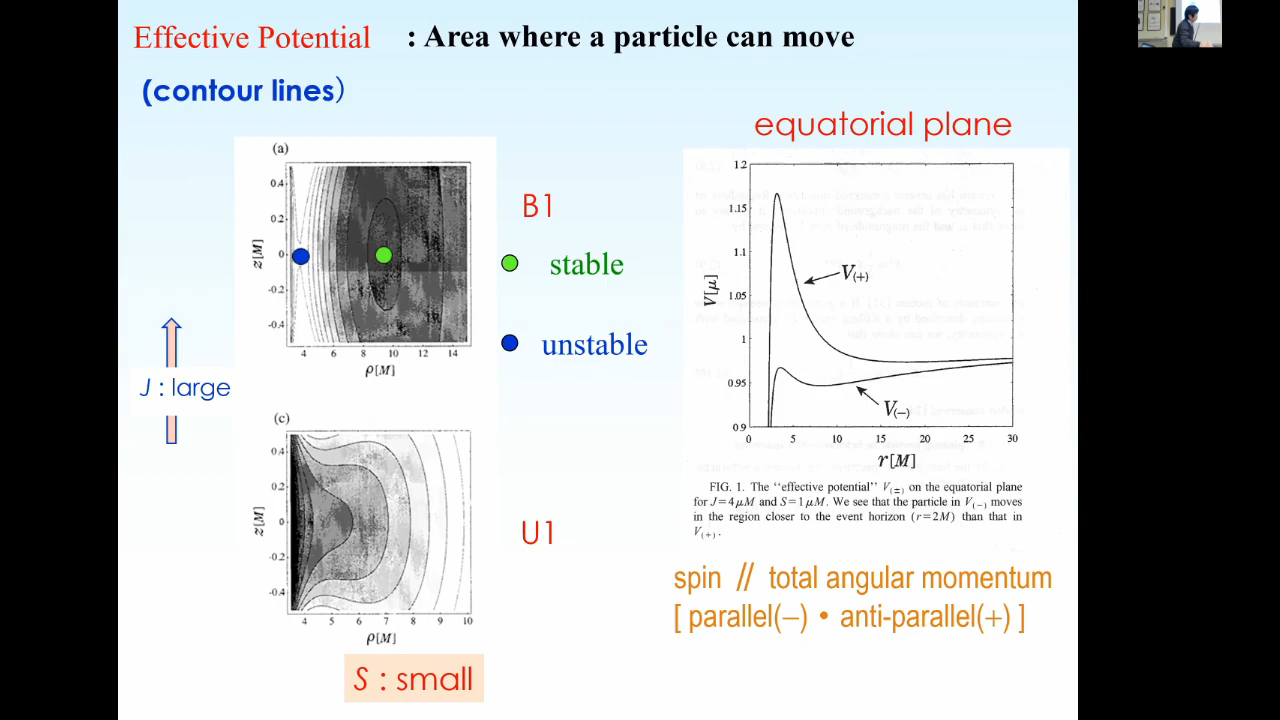 Effective Potential : Area where a particle can move
(contour lines)
equatorial plane
(a)
0.4
0.2
0
-0.2
-0.4
z[M]
4 6 8 10 12 14
ρ[M]
B1
stable
unstable
J : large
(c)
0.4
0.2
0
-0.2
-0.4
z[M]
4 5 6 7 8 9 10
ρ[M]
U1
S : small
1.2
1.15
1.1
1.05
1
0.95
0.9
V[μ]
V(+)
V(−)
0 5 10 15 20 25 30
r[M]
FIG. 1. The ‘‘effective potential’’ V(±) on the equatorial plane
for J=4μM and S=1μM. We see that the particle in V(−) moves
in the region closer to the event horizon (r=2M) than that in
V(+).
spin // total angular momentum
[ parallel(−) • anti-parallel(+) ]